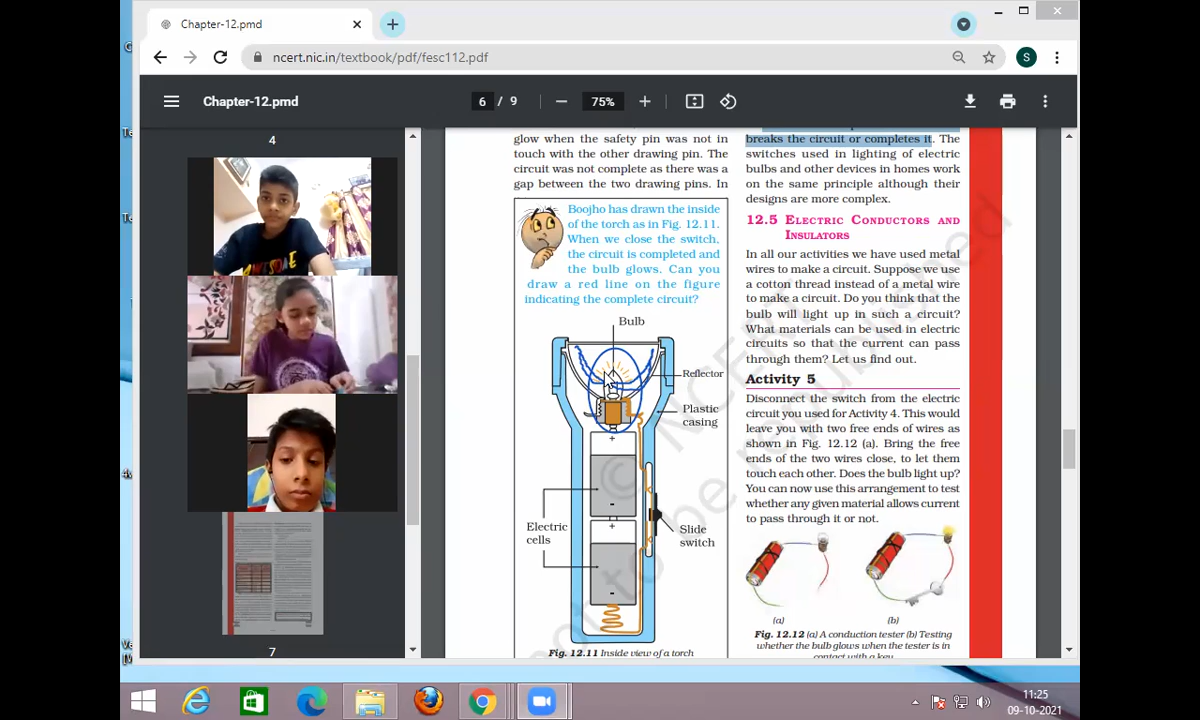 Chapter-12.pmd
ncert.nic.in/textbook/pdf/fesc112.pdf
S
Chapter-12.pmd
6 / 9
75%
4
7
glow when the safety pin was not in
touch with the other drawing pin. The
circuit was not complete as there was a
gap between the two drawing pins. In
Boojho has drawn the inside
of the torch as in Fig. 12.11.
When we close the switch,
the circuit is completed and
the bulb glows. Can you
draw a red line on the figure
indicating the complete circuit?
Bulb
Reflector
Plastic
casing
+
-
+
-
Electric
cells
Slide
switch
Fig. 12.11 Inside view of a torch
breaks the circuit or completes it. The
switches used in lighting of electric
bulbs and other devices in homes work
on the same principle although their
designs are more complex.
12.5 ELECTRIC CONDUCTORS AND
INSULATORS
In all our activities we have used metal
wires to make a circuit. Suppose we use
a cotton thread instead of a metal wire
to make a circuit. Do you think that the
bulb will light up in such a circuit?
What materials can be used in electric
circuits so that the current can pass
through them? Let us find out.
Activity 5
Disconnect the switch from the electric
circuit you used for Activity 4. This would
leave you with two free ends of wires as
shown in Fig. 12.12 (a). Bring the free
ends of the two wires close, to let them
touch each other. Does the bulb light up?
You can now use this arrangement to test
whether any given material allows current
to pass through it or not.
(a)
(b)
Fig. 12.12 (a) A conduction tester (b) Testing
whether the bulb glows when the tester is in
contact with a key
© NCERT
not to be republished
11:25
09-10-2021